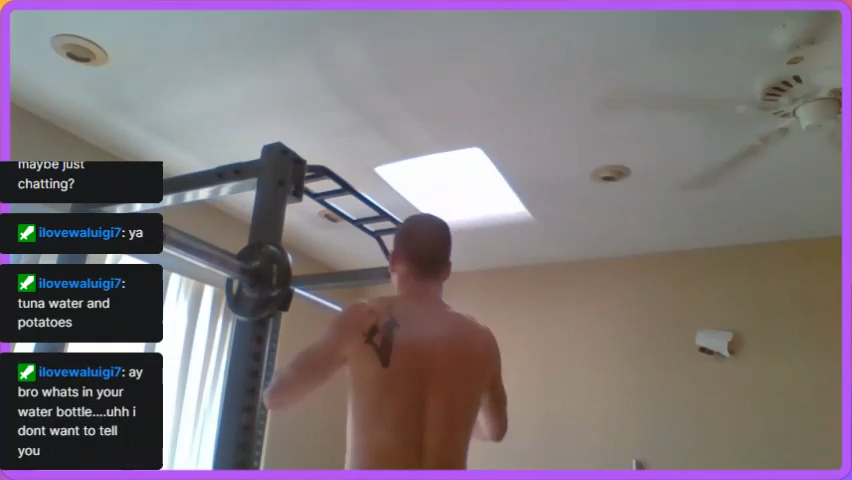 maybe just
chatting?
ilovewaluigi7: ya
ilovewaluigi7:
tuna water and
potatoes
ilovewaluigi7: ay
bro whats in your
water bottle....uhh i
dont want to tell
you